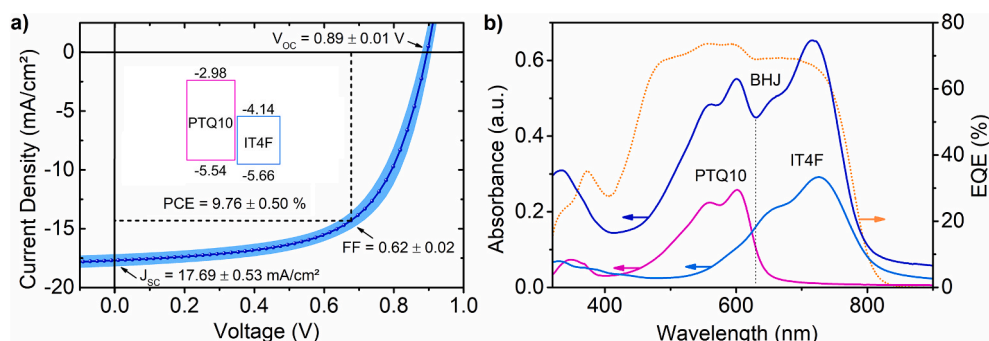 a)
V_OC = 0.89 ± 0.01 V
0
-5
-10
-15
-20
Current Density (mA/cm²)
-2.98
-4.14
PTQ10
IT4F
-5.54
-5.66
PCE = 9.76 ± 0.50 %
FF = 0.62 ± 0.02
J_SC = 17.69 ± 0.53 mA/cm²
0.0
0.2
0.4
0.6
0.8
1.0
Voltage (V)
b)
0.6
0.4
0.2
0.0
Absorbance (a.u.)
BHJ
PTQ10
IT4F
80
60
40
20
0
EQE (%)
400
600
800
Wavelength (nm)